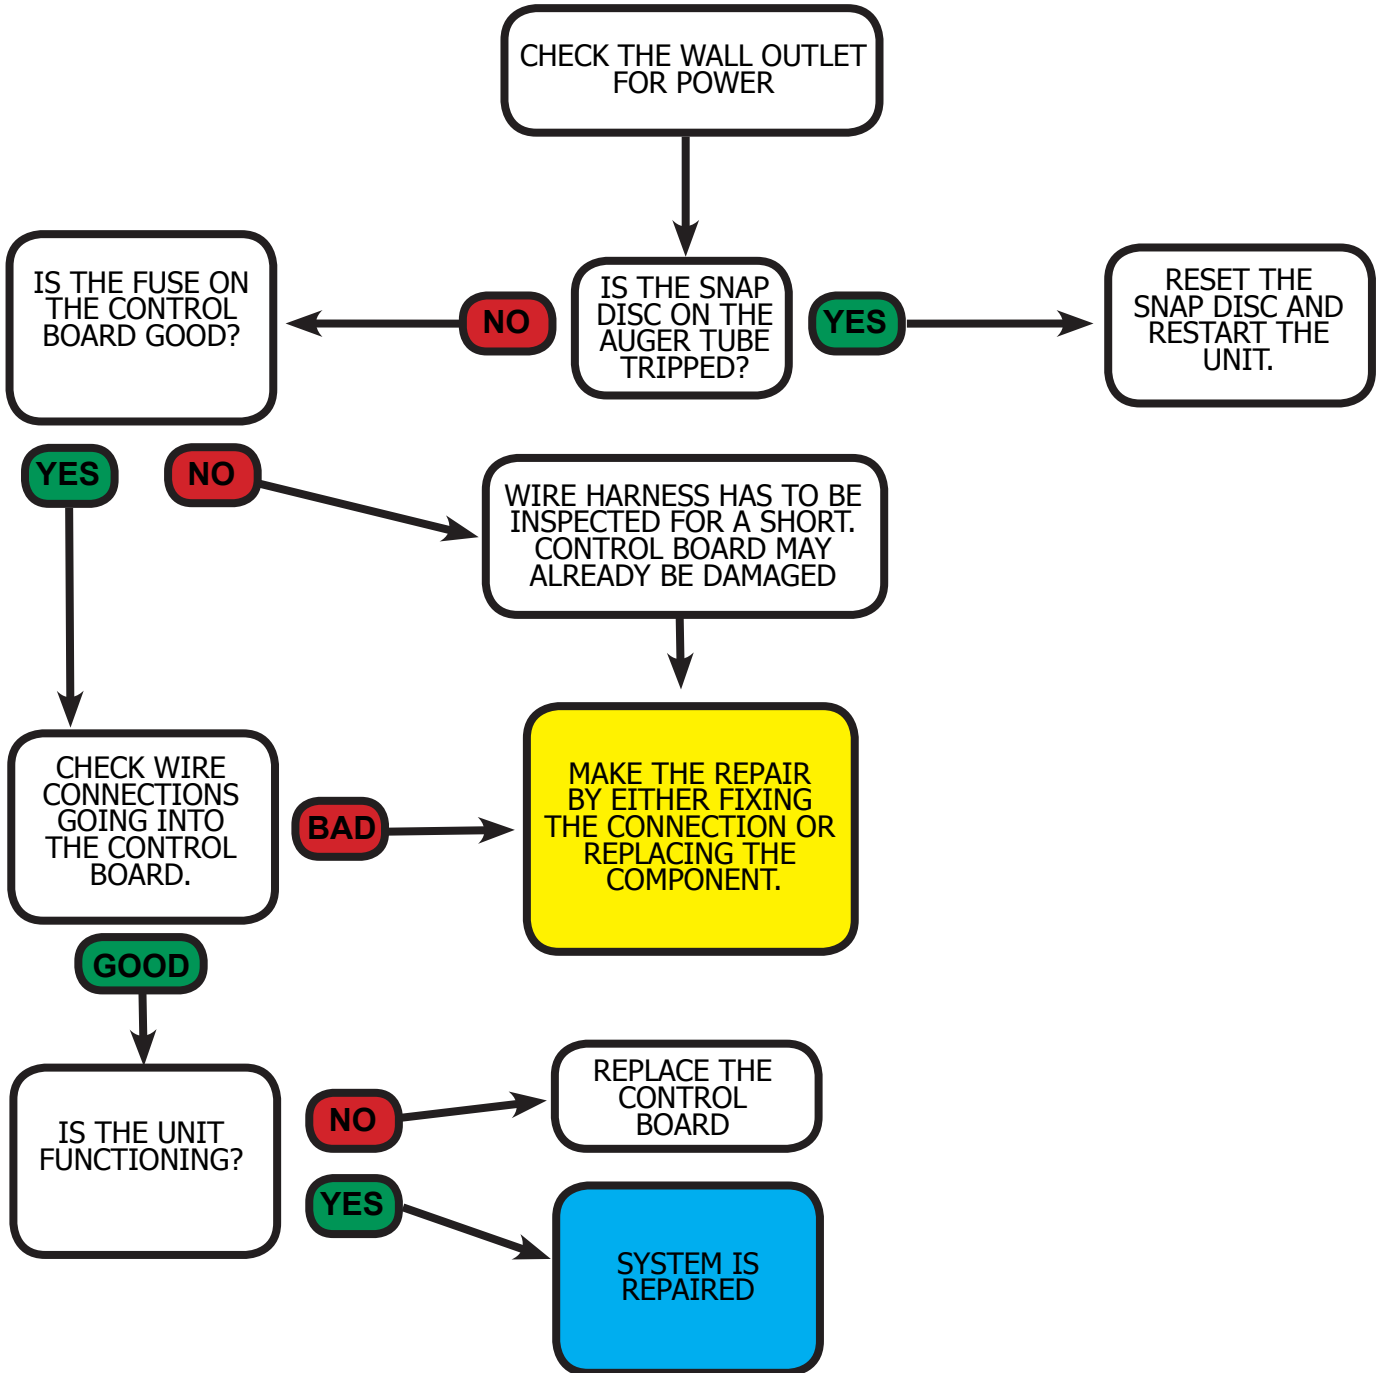 CHECK THE WALL OUTLET
FOR POWER
IS THE FUSE ON
THE CONTROL
BOARD GOOD?
NO
IS THE SNAP
DISC ON THE
AUGER TUBE
TRIPPED?
YES
RESET THE
SNAP DISC AND
RESTART THE
UNIT.
YES
NO
WIRE HARNESS HAS TO BE
INSPECTED FOR A SHORT.
CONTROL BOARD MAY
ALREADY BE DAMAGED
CHECK WIRE
CONNECTIONS
GOING INTO
THE CONTROL
BOARD.
BAD
MAKE THE REPAIR
BY EITHER FIXING
THE CONNECTION OR
REPLACING THE
COMPONENT.
GOOD
IS THE UNIT
FUNCTIONING?
NO
REPLACE THE
CONTROL
BOARD
YES
SYSTEM IS
REPAIRED